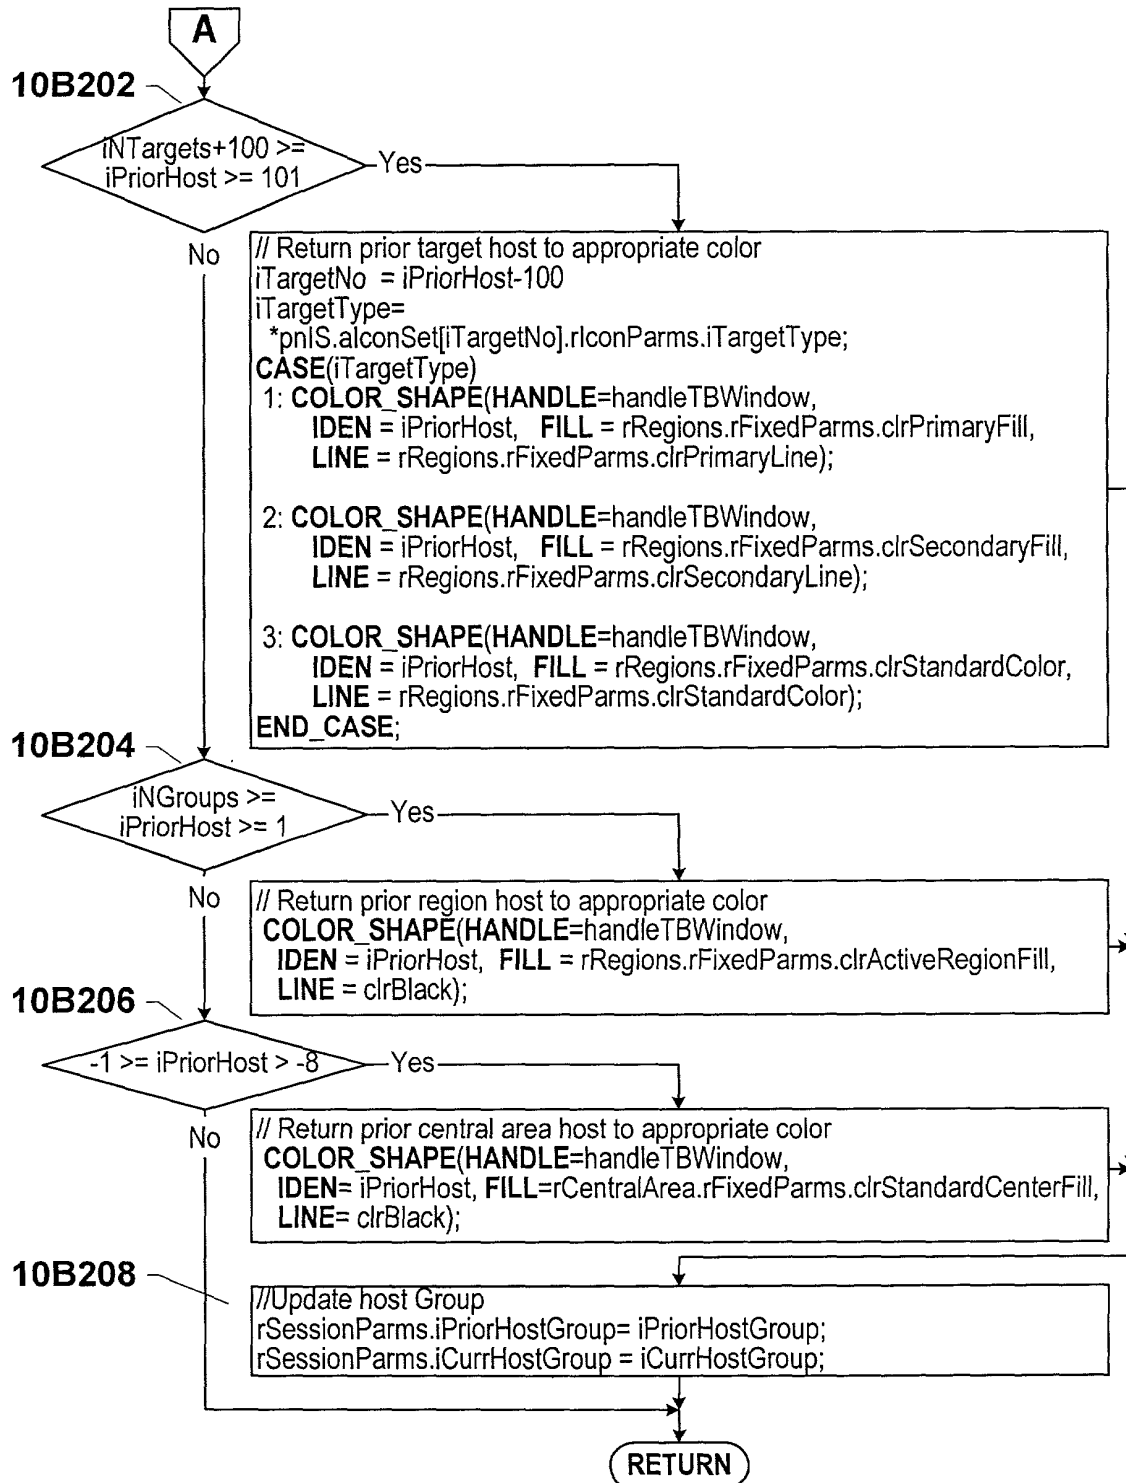 A
10B202
iNTargets+100 >=
iPriorHost >= 101
Yes
No
// Return prior target host to appropriate color
iTargetNo = iPriorHost-100
iTargetType=
*pnIS.aIconSet[iTargetNo].rIconParms.iTargetType;
CASE(iTargetType)
1: COLOR_SHAPE(HANDLE=handleTBWindow,
IDEN = iPriorHost, FILL = rRegions.rFixedParms.clrPrimaryFill,
LINE = rRegions.rFixedParms.clrPrimaryLine);
2: COLOR_SHAPE(HANDLE=handleTBWindow,
IDEN = iPriorHost, FILL = rRegions.rFixedParms.clrSecondaryFill,
LINE = rRegions.rFixedParms.clrSecondaryLine);
3: COLOR_SHAPE(HANDLE=handleTBWindow,
IDEN = iPriorHost, FILL = rRegions.rFixedParms.clrStandardColor,
LINE = rRegions.rFixedParms.clrStandardColor);
END_CASE;
10B204
iNGroups >=
iPriorHost >= 1
Yes
No
// Return prior region host to appropriate color
COLOR_SHAPE(HANDLE=handleTBWindow,
IDEN = iPriorHost, FILL = rRegions.rFixedParms.clrActiveRegionFill,
LINE = clrBlack);
10B206
-1 >= iPriorHost > -8
Yes
No
// Return prior central area host to appropriate color
COLOR_SHAPE(HANDLE=handleTBWindow,
IDEN= iPriorHost, FILL=rCentralArea.rFixedParms.clrStandardCenterFill,
LINE= clrBlack);
10B208
//Update host Group
rSessionParms.iPriorHostGroup= iPriorHostGroup;
rSessionParms.iCurrHostGroup = iCurrHostGroup;
RETURN